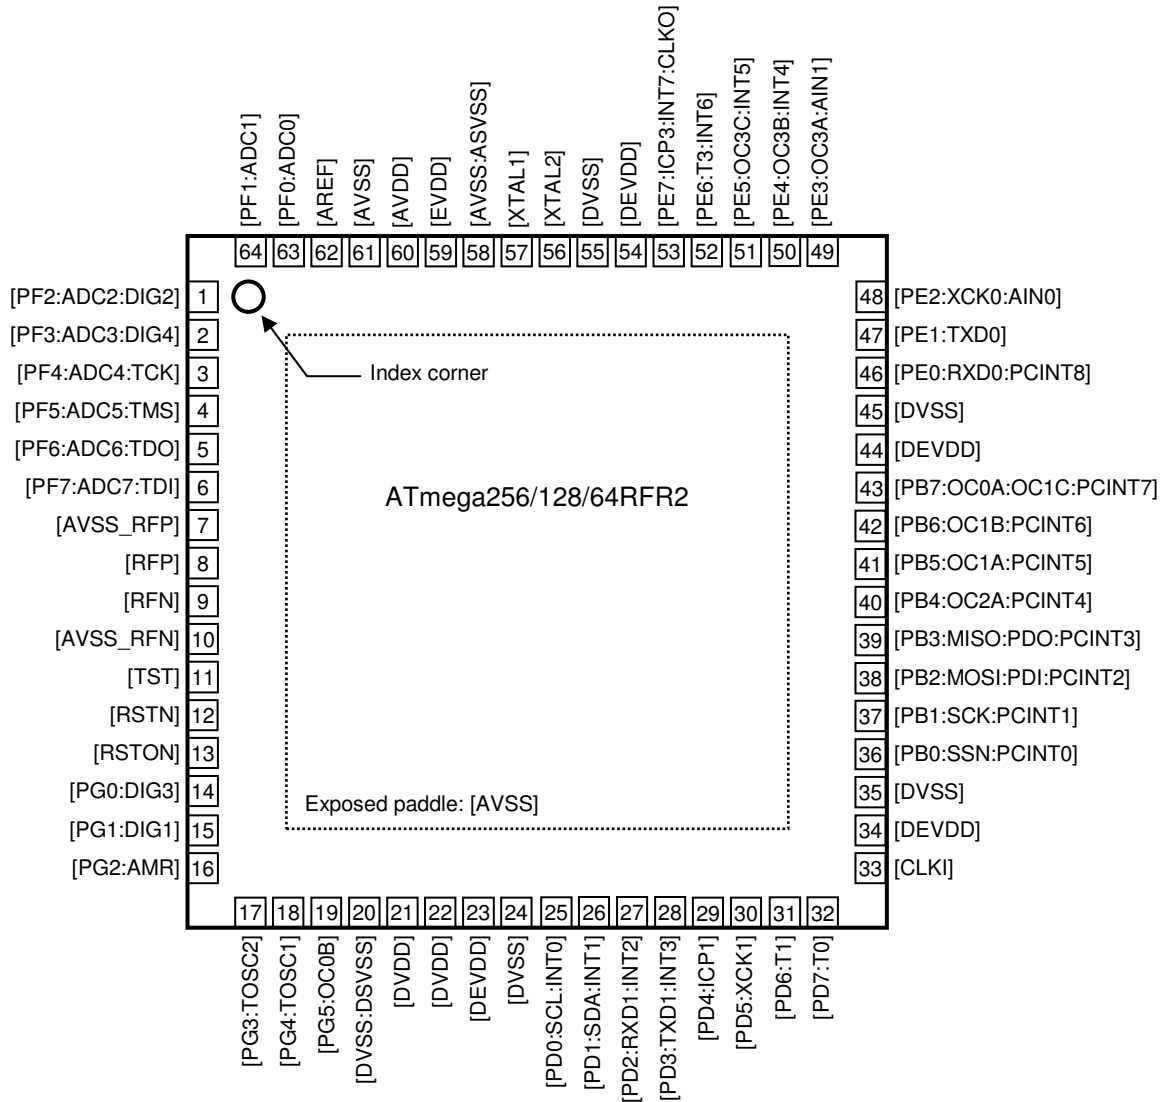 [PF1:ADC1]
[PF0:ADC0]
[AREF]
[AVSS]
[AVDD]
[EVDD]
[AVSS:ASVSS]
[XTAL1]
[XTAL2]
[DVSS]
[DEVDD]
[PE7:ICP3:INT7:CLKO]
[PE6:T3:INT6]
[PE5:OC3C:INT5]
[PE4:OC3B:INT4]
[PE3:OC3A:AIN1]
64 63 62 61 60 59 58 57 56 55 54 53 52 51 50 49
[PF2:ADC2:DIG2] 1
[PF3:ADC3:DIG4] 2
[PF4:ADC4:TCK] 3
[PF5:ADC5:TMS] 4
[PF6:ADC6:TDO] 5
[PF7:ADC7:TDI] 6
[AVSS_RFP] 7
[RFP] 8
[RFN] 9
[AVSS_RFN] 10
[TST] 11
[RSTN] 12
[RSTON] 13
[PG0:DIG3] 14
[PG1:DIG1] 15
[PG2:AMR] 16
Index corner
ATmega256/128/64RFR2
Exposed paddle: [AVSS]
48 [PE2:XCK0:AIN0]
47 [PE1:TXD0]
46 [PE0:RXD0:PCINT8]
45 [DVSS]
44 [DEVDD]
43 [PB7:OC0A:OC1C:PCINT7]
42 [PB6:OC1B:PCINT6]
41 [PB5:OC1A:PCINT5]
40 [PB4:OC2A:PCINT4]
39 [PB3:MISO:PDO:PCINT3]
38 [PB2:MOSI:PDI:PCINT2]
37 [PB1:SCK:PCINT1]
36 [PB0:SSN:PCINT0]
35 [DVSS]
34 [DEVDD]
33 [CLKI]
17 18 19 20 21 22 23 24 25 26 27 28 29 30 31 32
[PG3:TOSC2]
[PG4:TOSC1]
[PG5:OC0B]
[DVSS:DSVSS]
[DVDD]
[DVDD]
[DEVDD]
[DVSS]
[PD0:SCL:INT0]
[PD1:SDA:INT1]
[PD2:RXD1:INT2]
[PD3:TXD1:INT3]
[PD4:ICP1]
[PD5:XCK1]
[PD6:T1]
[PD7:T0]